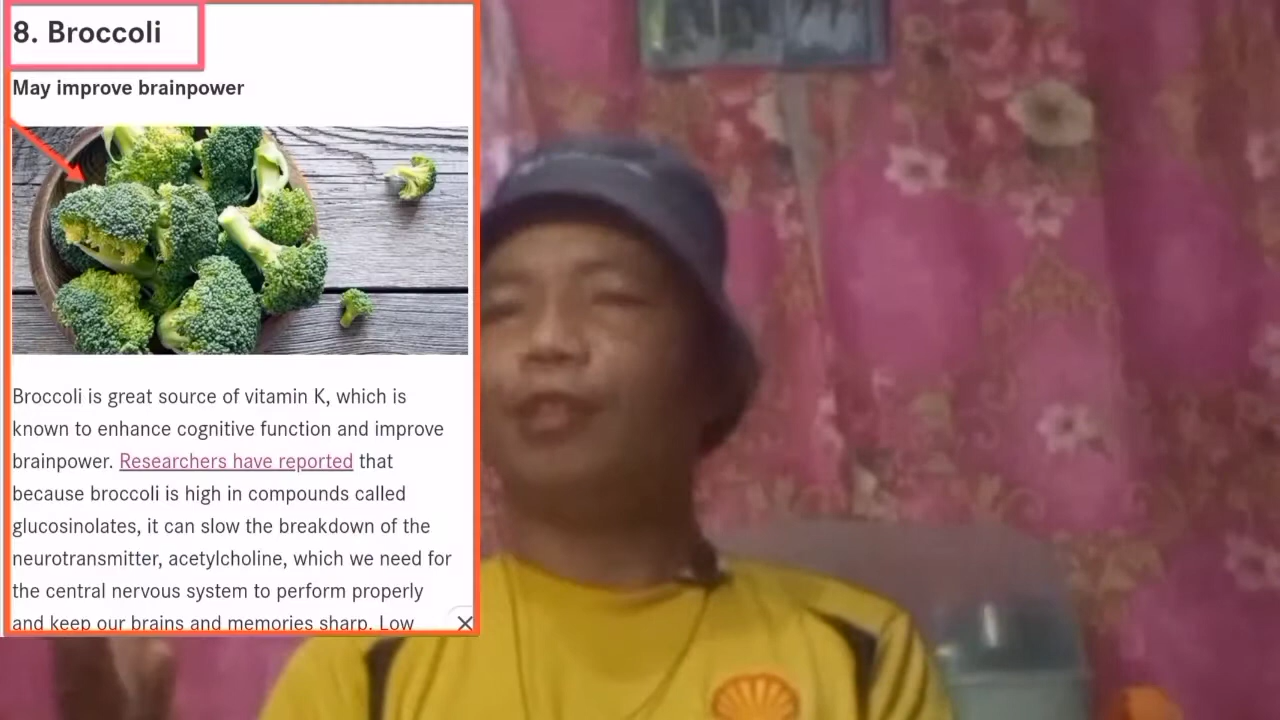 8. Broccoli
May improve brainpower
Broccoli is great source of vitamin K, which is
known to enhance cognitive function and improve
brainpower. Researchers have reported that
because broccoli is high in compounds called
glucosinolates, it can slow the breakdown of the
neurotransmitter, acetylcholine, which we need for
the central nervous system to perform properly
and keep our brains and memories sharp. Low